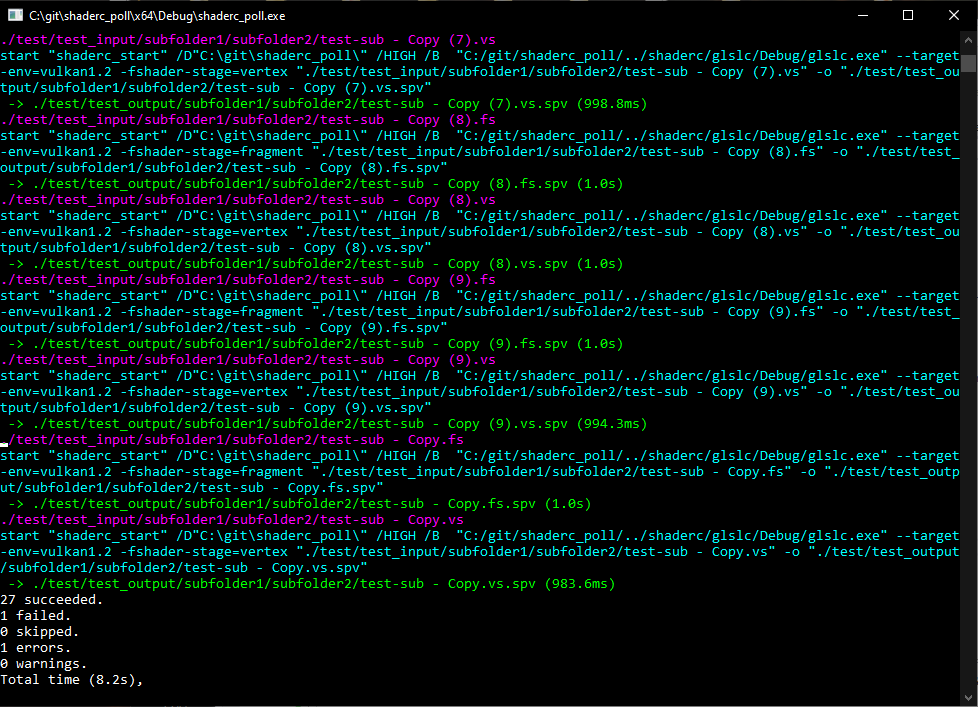 C:\git\shaderc_poll\x64\Debug\shaderc_poll.exe
./test/test_input/subfolder1/subfolder2/test-sub - Copy (7).vs
start "shaderc_start" /D"C:\git\shaderc_poll\" /HIGH /B  "C:/git/shaderc_poll/../shaderc/Debug/glslc.exe" --target
-env=vulkan1.2 -fshader-stage=vertex "./test/test_input/subfolder1/subfolder2/test-sub - Copy (7).vs" -o "./test/test_ou
tput/subfolder1/subfolder2/test-sub - Copy (7).vs.spv"
 -> ./test/test_output/subfolder1/subfolder2/test-sub - Copy (7).vs.spv (998.8ms)
./test/test_input/subfolder1/subfolder2/test-sub - Copy (8).fs
start "shaderc_start" /D"C:\git\shaderc_poll\" /HIGH /B  "C:/git/shaderc_poll/../shaderc/Debug/glslc.exe" --target
-env=vulkan1.2 -fshader-stage=fragment "./test/test_input/subfolder1/subfolder2/test-sub - Copy (8).fs" -o "./test/test_
output/subfolder1/subfolder2/test-sub - Copy (8).fs.spv"
 -> ./test/test_output/subfolder1/subfolder2/test-sub - Copy (8).fs.spv (1.0s)
./test/test_input/subfolder1/subfolder2/test-sub - Copy (8).vs
start "shaderc_start" /D"C:\git\shaderc_poll\" /HIGH /B  "C:/git/shaderc_poll/../shaderc/Debug/glslc.exe" --target
-env=vulkan1.2 -fshader-stage=vertex "./test/test_input/subfolder1/subfolder2/test-sub - Copy (8).vs" -o "./test/test_ou
tput/subfolder1/subfolder2/test-sub - Copy (8).vs.spv"
 -> ./test/test_output/subfolder1/subfolder2/test-sub - Copy (8).vs.spv (1.0s)
./test/test_input/subfolder1/subfolder2/test-sub - Copy (9).fs
start "shaderc_start" /D"C:\git\shaderc_poll\" /HIGH /B  "C:/git/shaderc_poll/../shaderc/Debug/glslc.exe" --target
-env=vulkan1.2 -fshader-stage=fragment "./test/test_input/subfolder1/subfolder2/test-sub - Copy (9).fs" -o "./test/test_
output/subfolder1/subfolder2/test-sub - Copy (9).fs.spv"
 -> ./test/test_output/subfolder1/subfolder2/test-sub - Copy (9).fs.spv (1.0s)
./test/test_input/subfolder1/subfolder2/test-sub - Copy (9).vs
start "shaderc_start" /D"C:\git\shaderc_poll\" /HIGH /B  "C:/git/shaderc_poll/../shaderc/Debug/glslc.exe" --target
-env=vulkan1.2 -fshader-stage=vertex "./test/test_input/subfolder1/subfolder2/test-sub - Copy (9).vs" -o "./test/test_ou
tput/subfolder1/subfolder2/test-sub - Copy (9).vs.spv"
 -> ./test/test_output/subfolder1/subfolder2/test-sub - Copy (9).vs.spv (994.3ms)
./test/test_input/subfolder1/subfolder2/test-sub - Copy.fs
start "shaderc_start" /D"C:\git\shaderc_poll\" /HIGH /B  "C:/git/shaderc_poll/../shaderc/Debug/glslc.exe" --target
-env=vulkan1.2 -fshader-stage=fragment "./test/test_input/subfolder1/subfolder2/test-sub - Copy.fs" -o "./test/test_outp
ut/subfolder1/subfolder2/test-sub - Copy.fs.spv"
 -> ./test/test_output/subfolder1/subfolder2/test-sub - Copy.fs.spv (1.0s)
./test/test_input/subfolder1/subfolder2/test-sub - Copy.vs
start "shaderc_start" /D"C:\git\shaderc_poll\" /HIGH /B  "C:/git/shaderc_poll/../shaderc/Debug/glslc.exe" --target
-env=vulkan1.2 -fshader-stage=vertex "./test/test_input/subfolder1/subfolder2/test-sub - Copy.vs" -o "./test/test_output
/subfolder1/subfolder2/test-sub - Copy.vs.spv"
 -> ./test/test_output/subfolder1/subfolder2/test-sub - Copy.vs.spv (983.6ms)
27 succeeded.
1 failed.
0 skipped.
1 errors.
0 warnings.
Total time (8.2s),